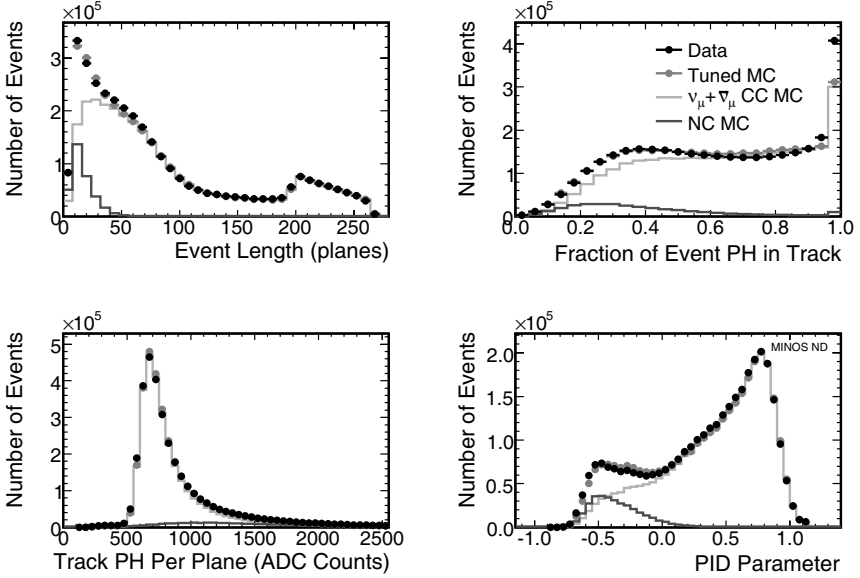 ×10⁵
Number of Events
3
2
1
0
0 50 100 150 200 250
Event Length (planes)
×10⁵
Number of Events
4
3
2
1
0
0.0 0.2 0.4 0.6 0.8 1.0
Fraction of Event PH in Track
Data
Tuned MC
νμ+ν̄μ CC MC
NC MC
×10⁵
Number of Events
5
4
3
2
1
0
0 500 1000 1500 2000 2500
Track PH Per Plane (ADC Counts)
×10⁵
Number of Events
2.0
1.5
1.0
0.5
0.0
-1.0 -0.5 0.0 0.5 1.0
PID Parameter
MINOS ND